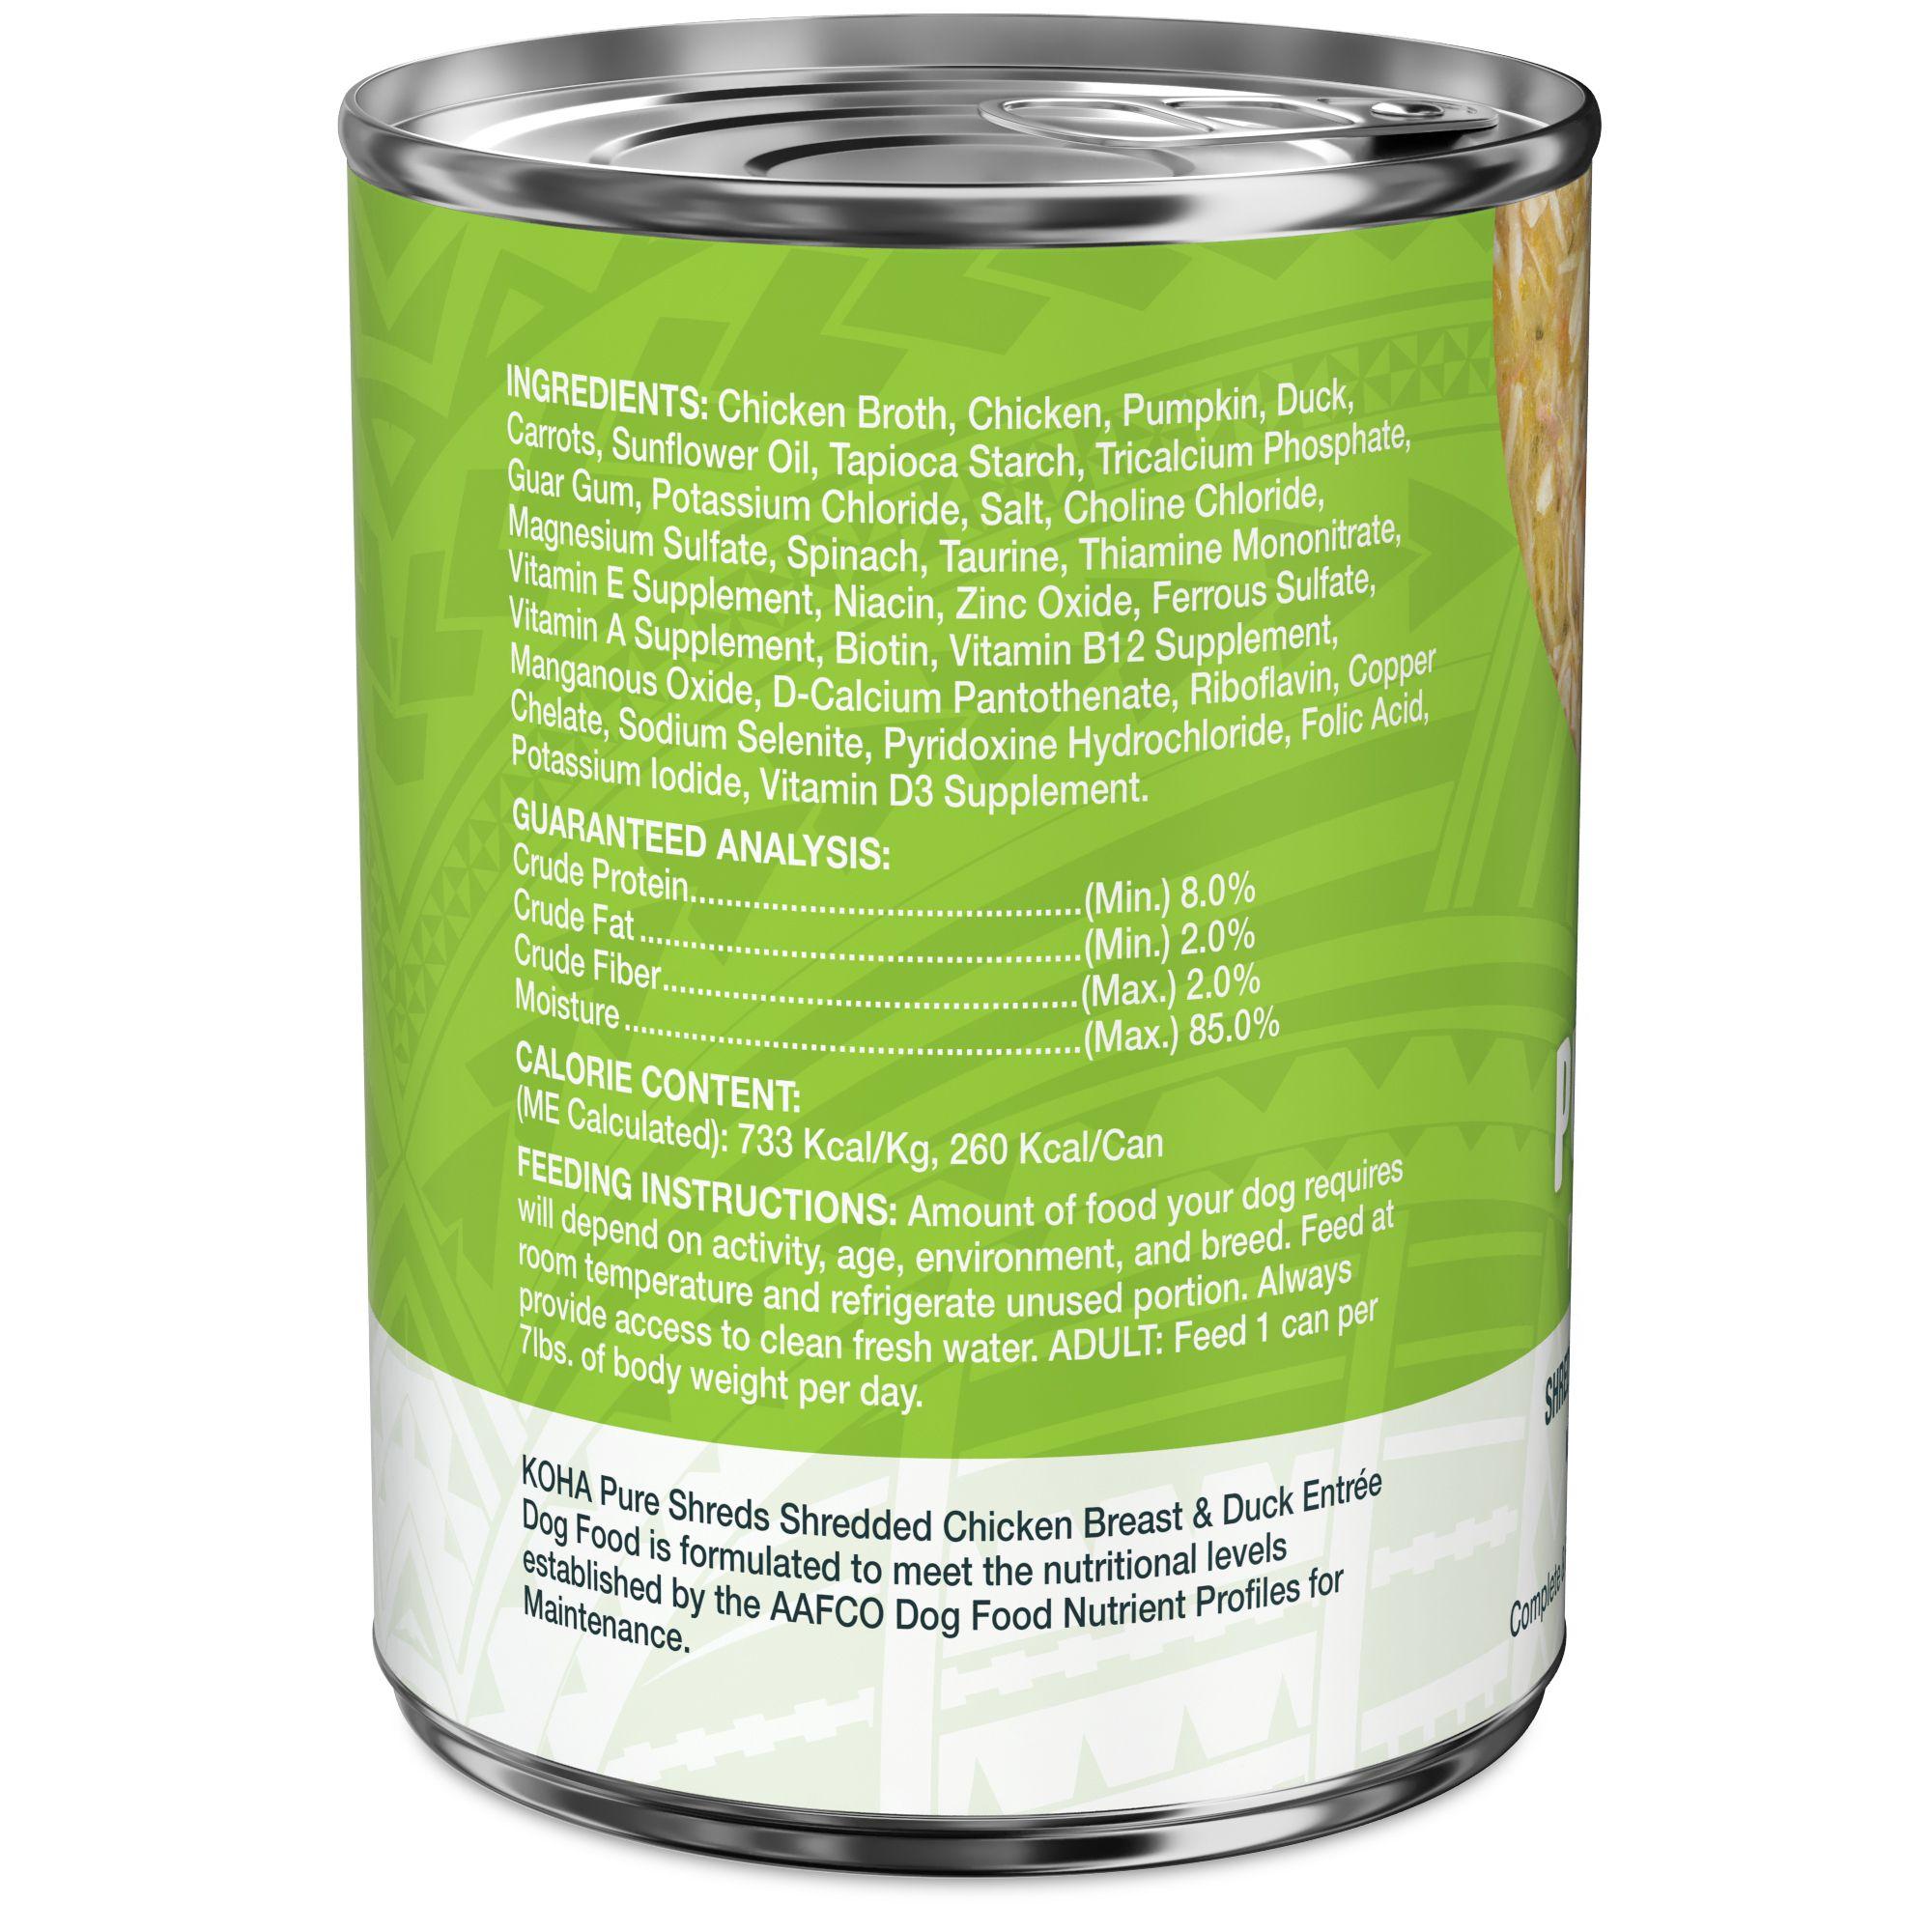 INGREDIENTS: Chicken Broth, Chicken, Pumpkin, Duck,
Carrots, Sunflower Oil, Tapioca Starch, Tricalcium Phosphate,
Guar Gum, Potassium Chloride, Salt, Choline Chloride,
Magnesium Sulfate, Spinach, Taurine, Thiamine Mononitrate,
Vitamin E Supplement, Niacin, Zinc Oxide, Ferrous Sulfate,
Vitamin A Supplement, Biotin, Vitamin B12 Supplement,
Manganous Oxide, D-Calcium Pantothenate, Riboflavin, Copper
Chelate, Sodium Selenite, Pyridoxine Hydrochloride, Folic Acid,
Potassium Iodide, Vitamin D3 Supplement.
GUARANTEED ANALYSIS:
Crude Protein......................................(Min.) 8.0%
Crude Fat............................................(Min.) 2.0%
Crude Fiber.........................................(Max.) 2.0%
Moisture.............................................(Max.) 85.0%
CALORIE CONTENT:
(ME Calculated): 733 Kcal/Kg, 260 Kcal/Can
FEEDING INSTRUCTIONS: Amount of food your dog requires
will depend on activity, age, environment, and breed. Feed at
room temperature and refrigerate unused portion. Always
provide access to clean fresh water. ADULT: Feed 1 can per
7lbs. of body weight per day.
KOHA Pure Shreds Shredded Chicken Breast & Duck Entrée
Dog Food is formulated to meet the nutritional levels
established by the AAFCO Dog Food Nutrient Profiles for
Maintenance.
P
Complete